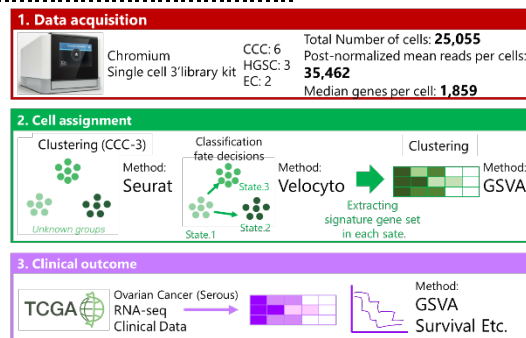 1. Data acquisition
Chromium
Single cell 3'library kit
CCC: 6
HGSC: 3
EC: 2
Total Number of cells: 25,055
Post-normalized mean reads per cells:
35,462
Median genes per cell: 1,859
2. Cell assignment
Clustering (CCC-3)
Unknown groups
Method:
Seurat
Classification
fate decisions
State.3
State.2
State.1
Method:
Velocyto
Extracting
signature gene set
in each sate.
Clustering
Method:
GSVA
3. Clinical outcome
TCGA
Ovarian Cancer (Serous)
RNA-seq
Clinical Data
Method:
GSVA
Survival Etc.